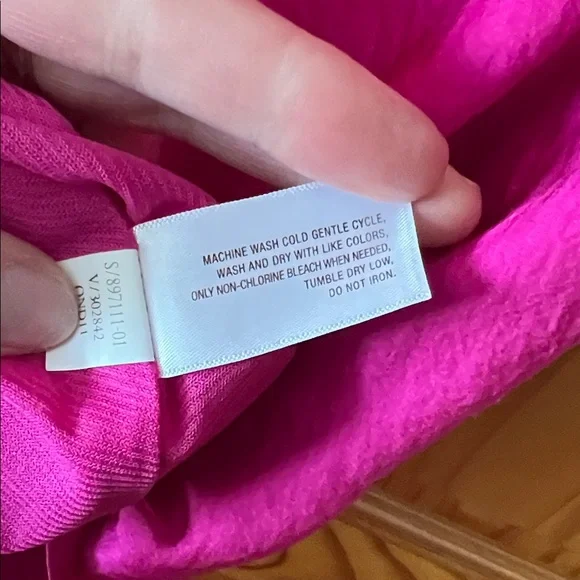 MACHINE WASH COLD GENTLE CYCLE,
WASH AND DRY WITH LIKE COLORS,
ONLY NON-CHLORINE BLEACH WHEN NEEDED,
TUMBLE DRY LOW,
DO NOT IRON.
S/897111-01
V/302842